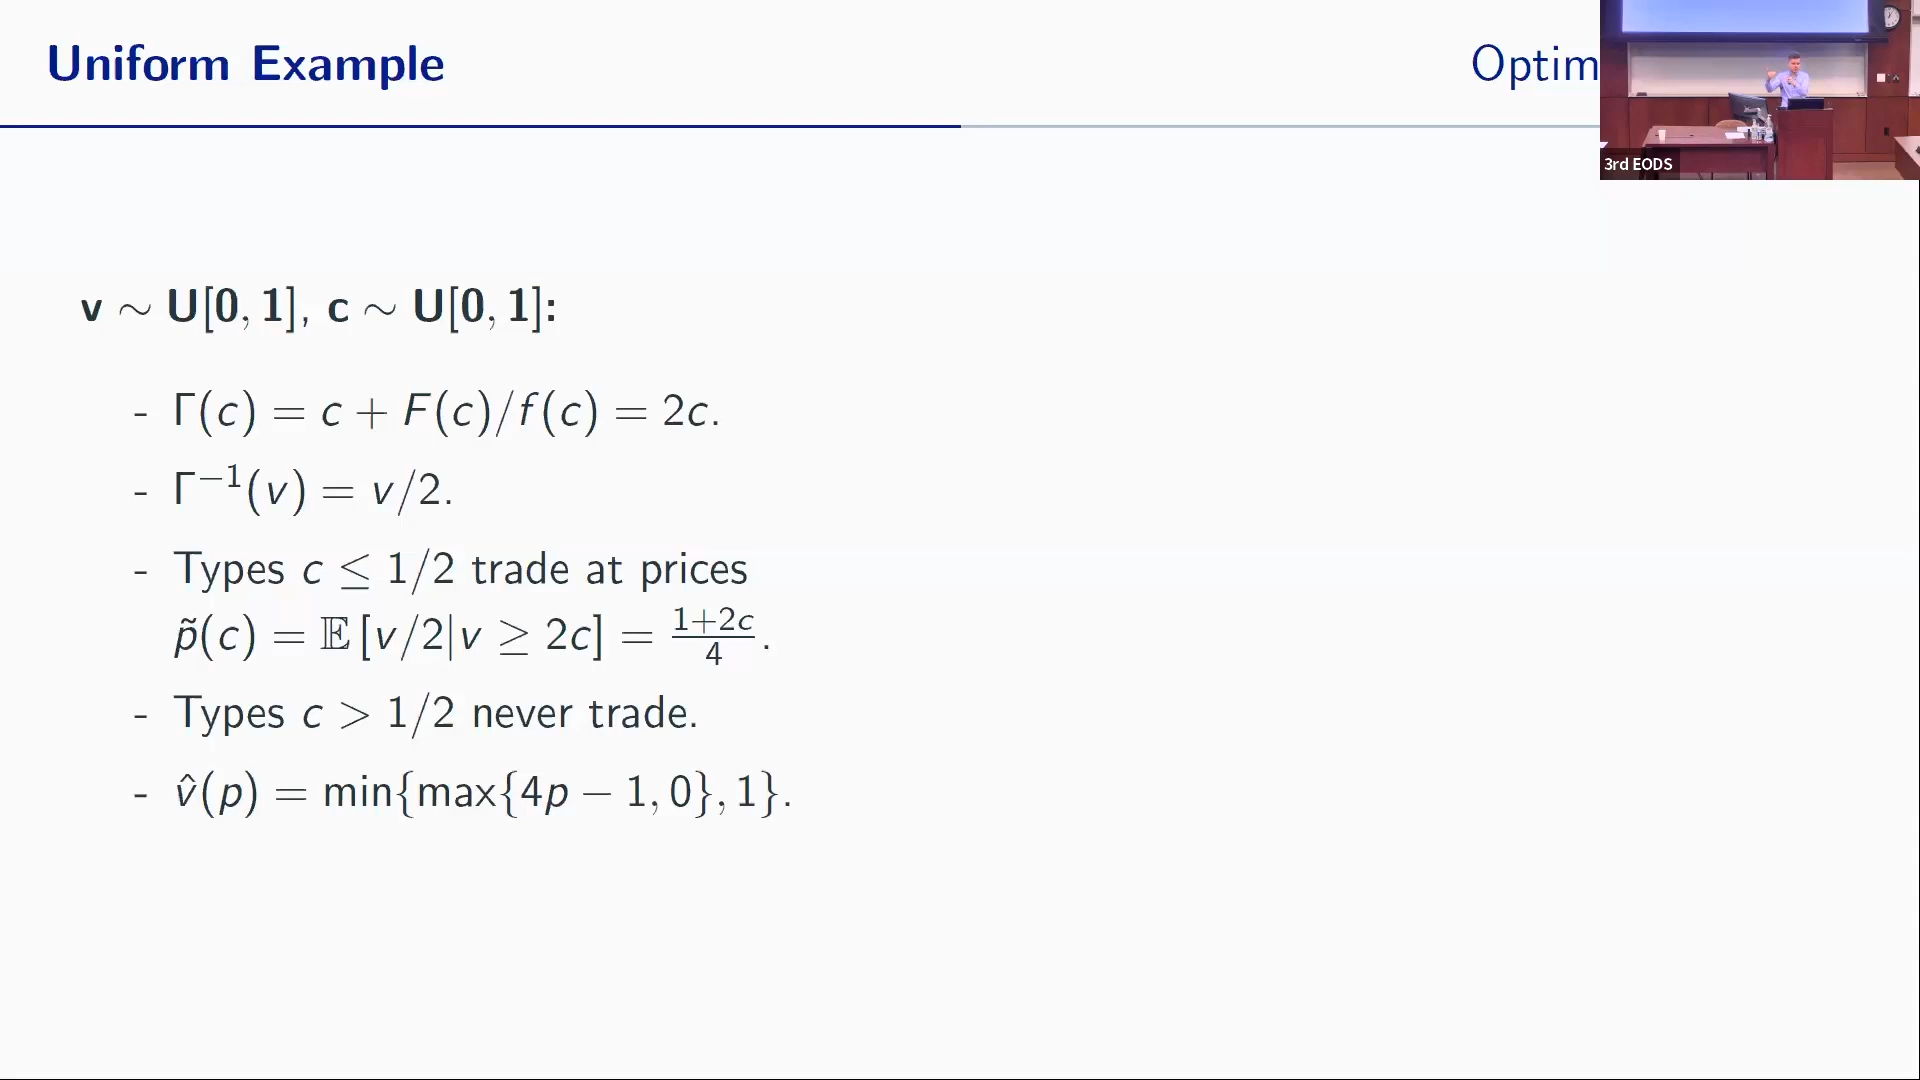 Uniform Example
Optim
3rd EODS
v ∼ U[0, 1], c ∼ U[0, 1]:
- Γ(c) = c + F(c)/f(c) = 2c.
- Γ⁻¹(v) = v/2.
- Types c ≤ 1/2 trade at prices
p̃(c) = 𝔼 [v/2|v ≥ 2c] = (1+2c)/4.
- Types c > 1/2 never trade.
- v̂(p) = min{max{4p − 1, 0}, 1}.